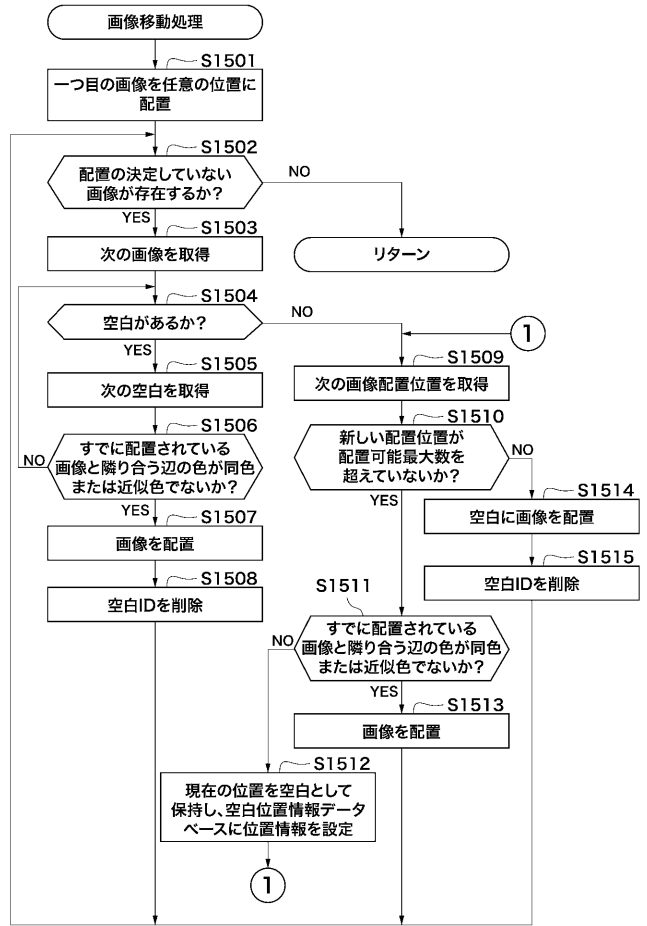 画像移動処理
S1501
一つ目の画像を任意の位置に
配置
S1502
配置の決定していない
画像が存在するか?
NO
YES
S1503
次の画像を取得
リターン
S1504
空白があるか?
NO
YES
1
S1505
次の空白を取得
S1509
次の画像配置位置を取得
S1506
すでに配置されている
画像と隣り合う辺の色が同色
または近似色でないか?
NO
YES
S1510
新しい配置位置が
配置可能最大数を
超えていないか?
NO
YES
S1507
画像を配置
S1514
空白に画像を配置
S1508
空白IDを削除
S1515
空白IDを削除
S1511
すでに配置されている
画像と隣り合う辺の色が同色
または近似色でないか?
NO
YES
S1513
画像を配置
S1512
現在の位置を空白として
保持し、空白位置情報データ
ベースに位置情報を設定
1